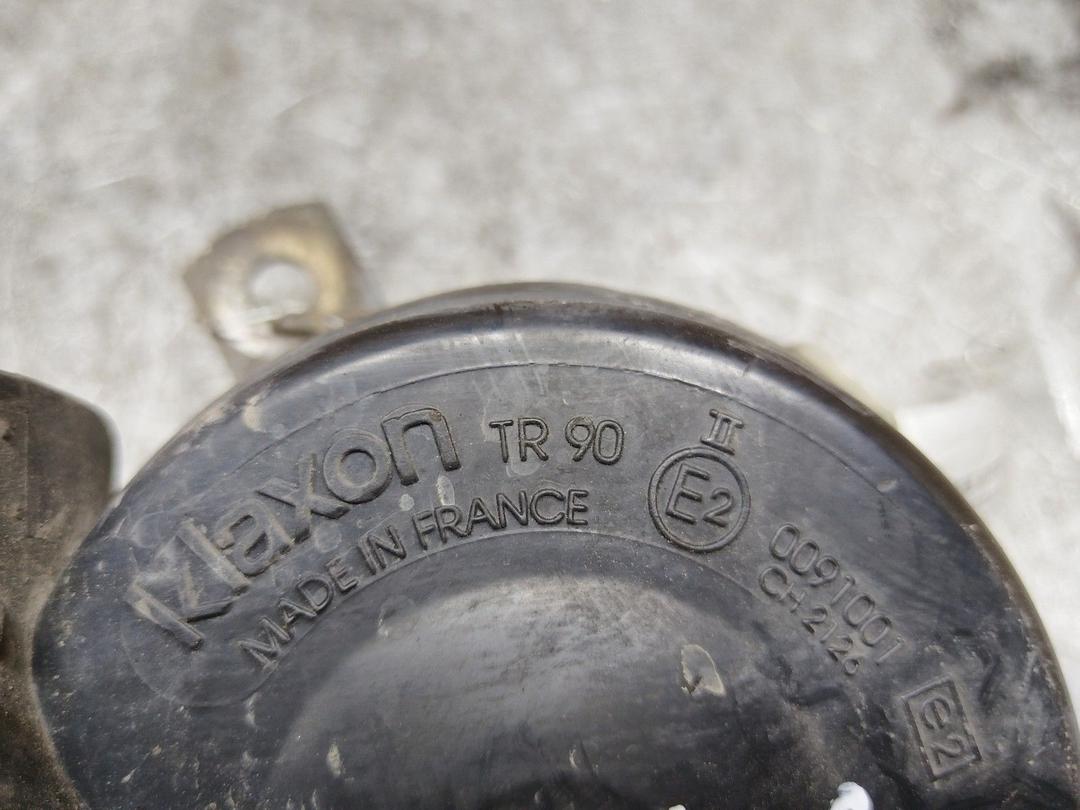 Klaxon TR 90
MADE IN FRANCE
II
E2
0091001
CH 2126
e2